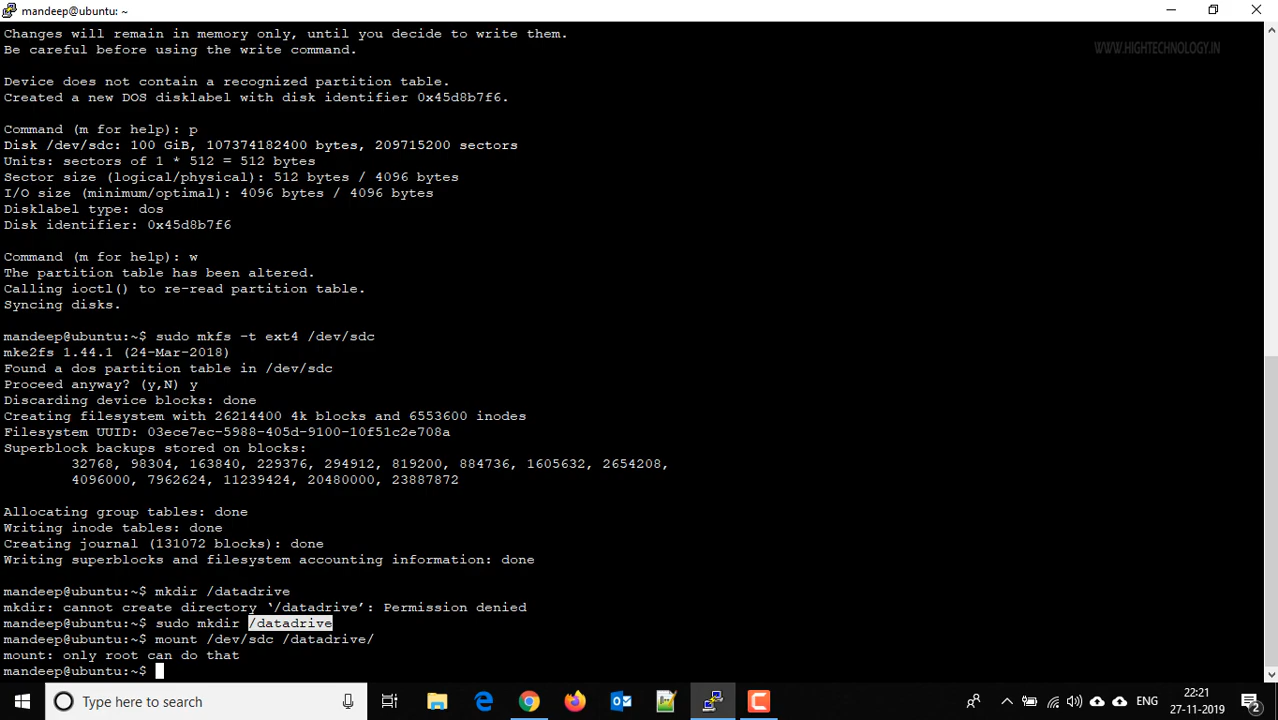 mandeep@ubuntu: ~
Changes will remain in memory only, until you decide to write them.
Be careful before using the write command.
WWW.HIGHTECHNOLOGY.IN
Device does not contain a recognized partition table.
Created a new DOS disklabel with disk identifier 0x45d8b7f6.
Command (m for help): p
Disk /dev/sdc: 100 GiB, 107374182400 bytes, 209715200 sectors
Units: sectors of 1 * 512 = 512 bytes
Sector size (logical/physical): 512 bytes / 4096 bytes
I/O size (minimum/optimal): 4096 bytes / 4096 bytes
Disklabel type: dos
Disk identifier: 0x45d8b7f6
Command (m for help): w
The partition table has been altered.
Calling ioctl() to re-read partition table.
Syncing disks.
mandeep@ubuntu:~$ sudo mkfs -t ext4 /dev/sdc
mke2fs 1.44.1 (24-Mar-2018)
Found a dos partition table in /dev/sdc
Proceed anyway? (y,N) y
Discarding device blocks: done
Creating filesystem with 26214400 4k blocks and 6553600 inodes
Filesystem UUID: 03ece7ec-5988-405d-9100-10f51c2e708a
Superblock backups stored on blocks:
32768, 98304, 163840, 229376, 294912, 819200, 884736, 1605632, 2654208,
4096000, 7962624, 11239424, 20480000, 23887872
Allocating group tables: done
Writing inode tables: done
Creating journal (131072 blocks): done
Writing superblocks and filesystem accounting information: done
mandeep@ubuntu:~$ mkdir /datadrive
mkdir: cannot create directory ‘/datadrive’: Permission denied
mandeep@ubuntu:~$ sudo mkdir /datadrive
mandeep@ubuntu:~$ mount /dev/sdc /datadrive/
mount: only root can do that
mandeep@ubuntu:~$
Type here to search
ENG
22:21
27-11-2019
2